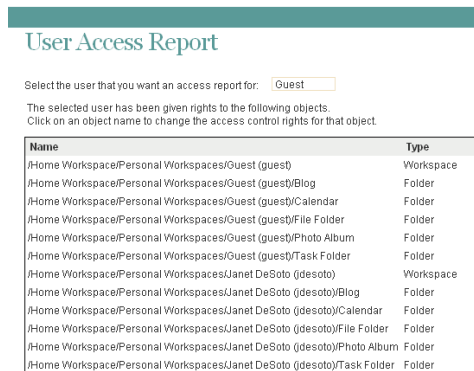 User Access Report
Select the user that you want an access report for: Guest
The selected user has been given rights to the following objects.
Click on an object name to change the access control rights for that object.
Name Type
/Home Workspace/Personal Workspaces/Guest (guest) Workspace
/Home Workspace/Personal Workspaces/Guest (guest)/Blog Folder
/Home Workspace/Personal Workspaces/Guest (guest)/Calendar Folder
/Home Workspace/Personal Workspaces/Guest (guest)/File Folder Folder
/Home Workspace/Personal Workspaces/Guest (guest)/Photo Album Folder
/Home Workspace/Personal Workspaces/Guest (guest)/Task Folder Folder
/Home Workspace/Personal Workspaces/Janet DeSoto (jdesoto) Workspace
/Home Workspace/Personal Workspaces/Janet DeSoto (jdesoto)/Blog Folder
/Home Workspace/Personal Workspaces/Janet DeSoto (jdesoto)/Calendar Folder
/Home Workspace/Personal Workspaces/Janet DeSoto (jdesoto)/File Folder Folder
/Home Workspace/Personal Workspaces/Janet DeSoto (jdesoto)/Photo Album Folder
/Home Workspace/Personal Workspaces/Janet DeSoto (jdesoto)/Task Folder Folder